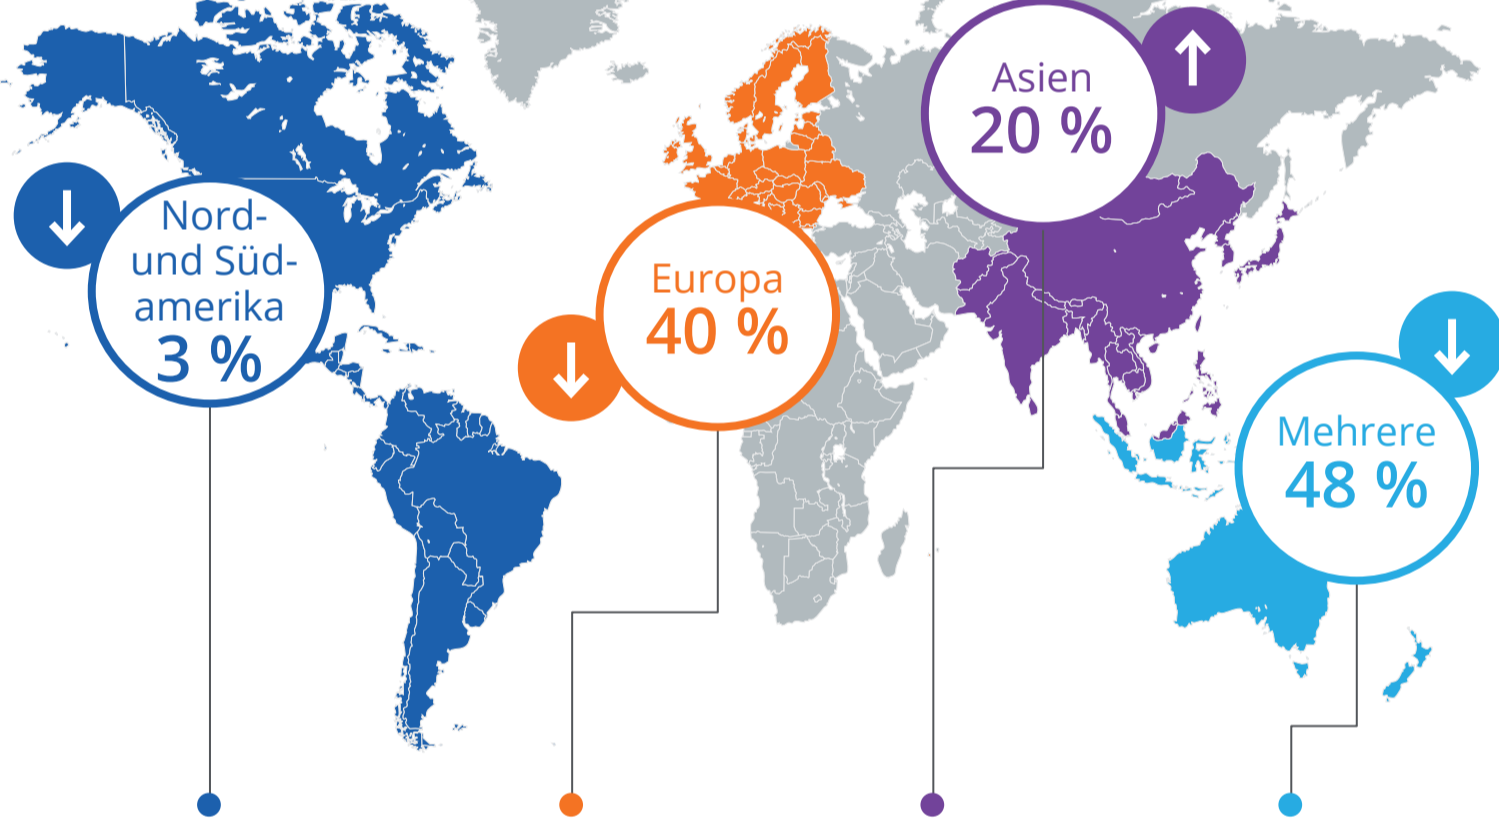 Nord-
und Süd-
amerika
3 %
Europa
40 %
Asien
20 %
Mehrere
48 %